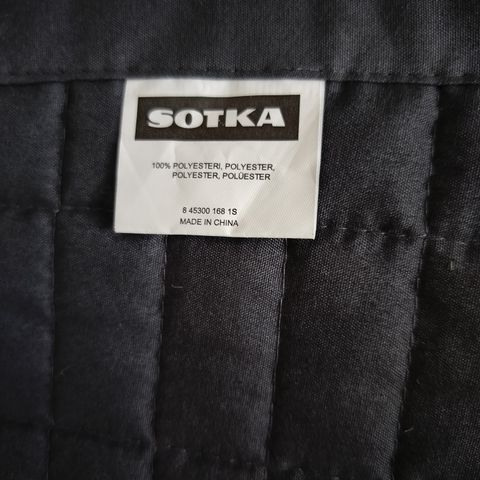 SOTKA
100% POLYESTERI, POLYESTER,
POLYESTER, POLÜESTER
8 45300 168 1S
MADE IN CHINA